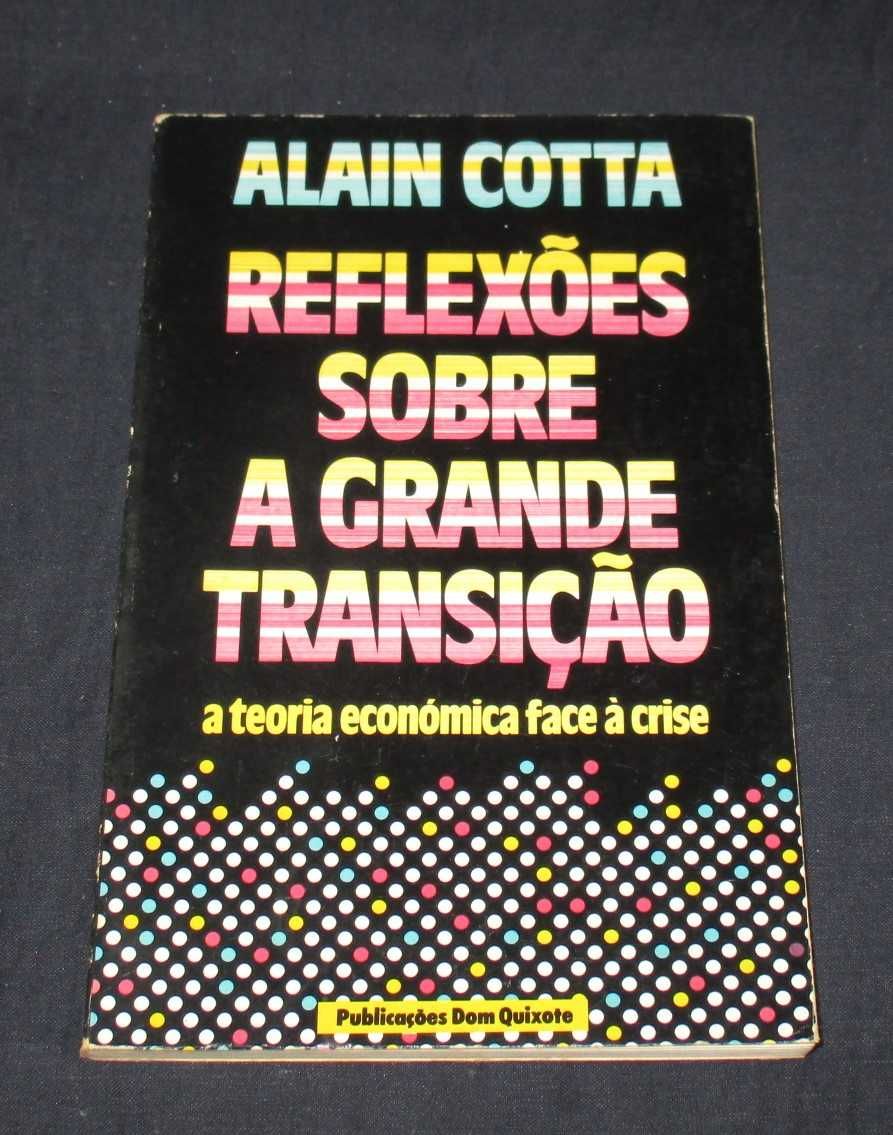 ALAIN COTTA
REFLEXÕES
SOBRE
A GRANDE
TRANSIÇÃO
a teoria económica face à crise
Publicações Dom Quixote